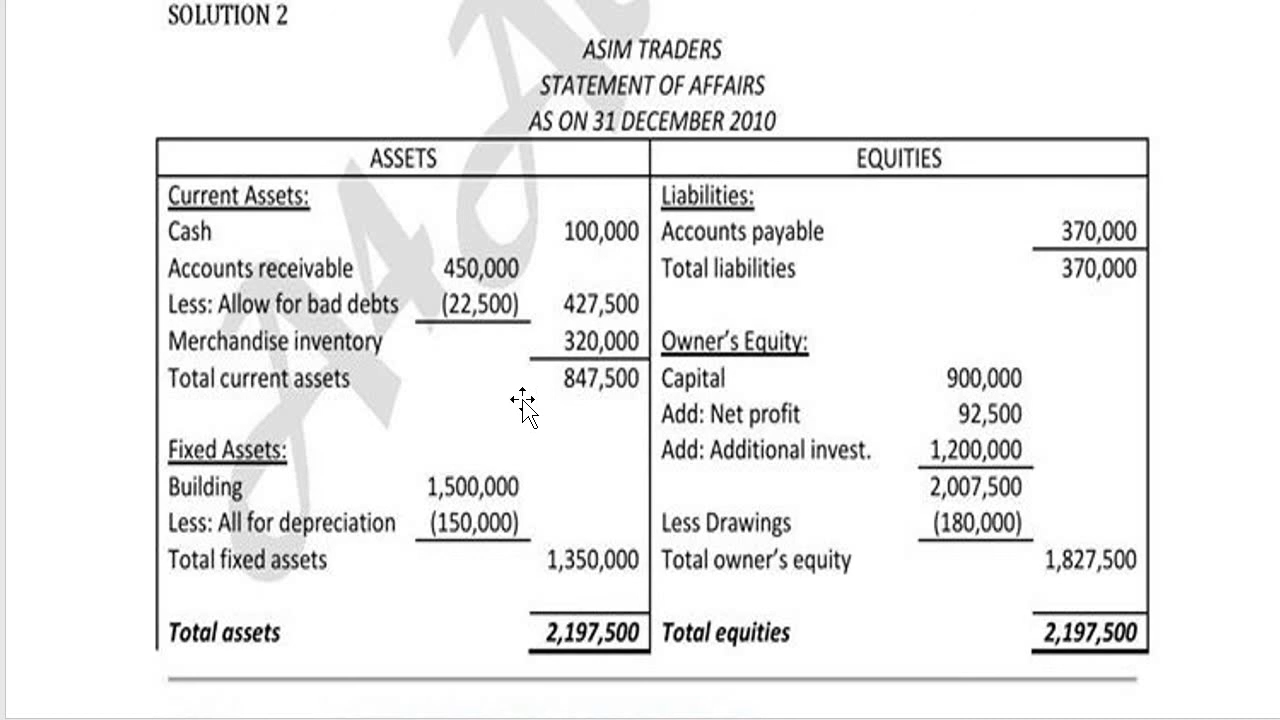 SOLUTION 2
ASIM TRADERS
STATEMENT OF AFFAIRS
AS ON 31 DECEMBER 2010
ASSETS EQUITIES
Current Assets: Liabilities:
Cash 100,000 Accounts payable 370,000
Accounts receivable 450,000 Total liabilities 370,000
Less: Allow for bad debts (22,500) 427,500
Merchandise inventory 320,000 Owner's Equity:
Total current assets 847,500 Capital 900,000
Add: Net profit 92,500
Fixed Assets: Add: Additional invest. 1,200,000
Building 1,500,000 2,007,500
Less: All for depreciation (150,000) Less Drawings (180,000)
Total fixed assets 1,350,000 Total owner's equity 1,827,500
Total assets 2,197,500 Total equities 2,197,500